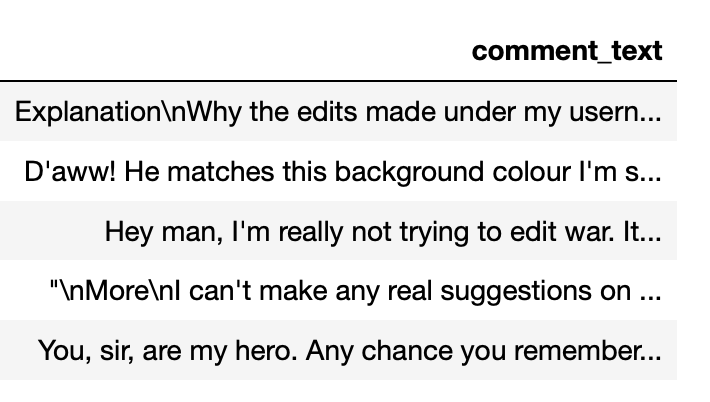 comment_text
Explanation\nWhy the edits made under my usern...
D'aww! He matches this background colour I'm s...
Hey man, I'm really not trying to edit war. It...
"\nMore\nI can't make any real suggestions on ...
You, sir, are my hero. Any chance you remember...